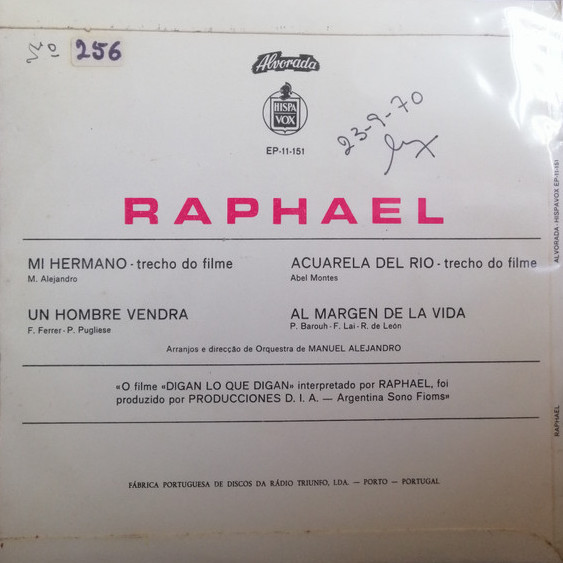 Nº 256
Alvorada
HISPA
VOX
EP-11-151
23-9-70
RAPHAEL
MI HERMANO - trecho do filme
M. Alejandro
ACUARELA DEL RIO - trecho do filme
Abel Montes
UN HOMBRE VENDRA
F. Ferrer - P. Pugliese
AL MARGEN DE LA VIDA
P. Barouh - F. Lai - R. de León
Arranjos e direcção de Orquestra de MANUEL ALEJANDRO
«O filme «DIGAN LO QUE DIGAN» interpretado por RAPHAEL, foi
produzido por PRODUCCIONES D. I. A. — Argentina Sono Fioms»
FÁBRICA PORTUGUESA DE DISCOS DA RÁDIO TRIUNFO, LDA. — PORTO — PORTUGAL
ALVORADA - HISPAVOX EP-11-151
RAPHAEL